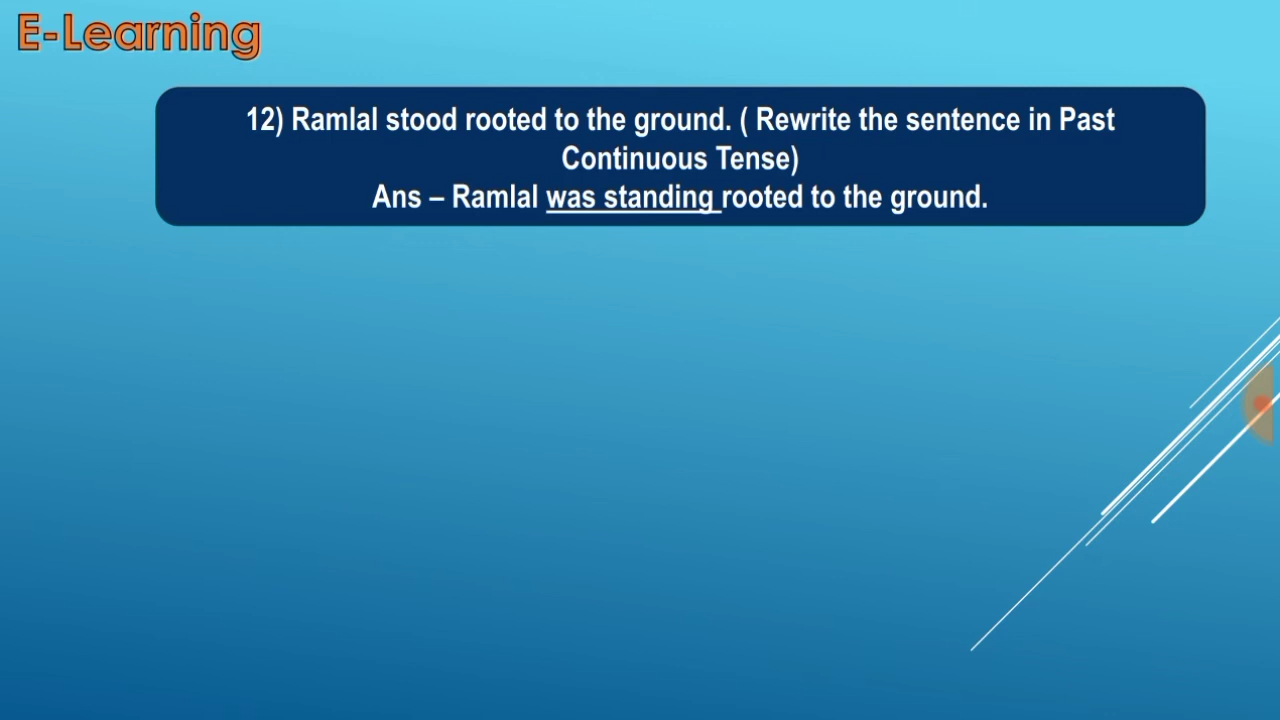 E-Learning
12) Ramlal stood rooted to the ground. ( Rewrite the sentence in Past
Continuous Tense)
Ans – Ramlal was standing rooted to the ground.